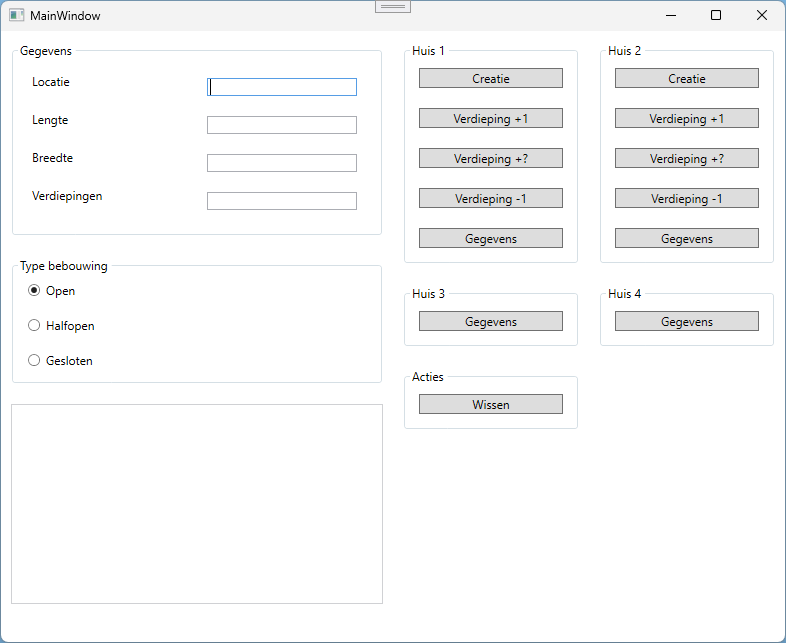 MainWindow
Gegevens
Locatie
Lengte
Breedte
Verdiepingen
Type bebouwing
Open
Halfopen
Gesloten
Huis 1
Creatie
Verdieping +1
Verdieping +?
Verdieping -1
Gegevens
Huis 2
Creatie
Verdieping +1
Verdieping +?
Verdieping -1
Gegevens
Huis 3
Gegevens
Huis 4
Gegevens
Acties
Wissen